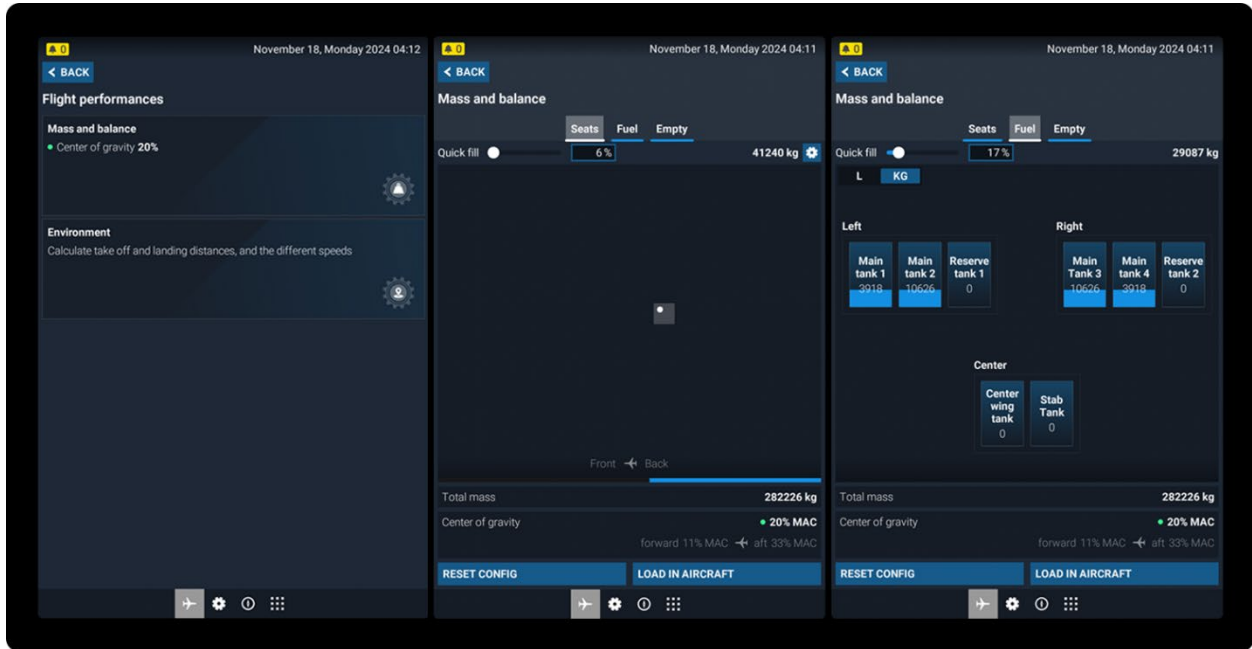 0
November 18, Monday 2024 04:12
BACK
Flight performances
Mass and balance
Center of gravity 20%
Environment
Calculate take off and landing distances, and the different speeds
0
November 18, Monday 2024 04:11
BACK
Mass and balance
Seats Fuel Empty
Quick fill 6% 41240 kg
Front Back
Total mass 282226 kg
Center of gravity 20% MAC
forward 11% MAC aft 33% MAC
RESET CONFIG LOAD IN AIRCRAFT
0
November 18, Monday 2024 04:11
BACK
Mass and balance
Seats Fuel Empty
Quick fill 17% 29087 kg
L KG
Left
Main tank 1 3918
Main tank 2 10626
Reserve tank 1 0
Right
Main Tank 3 10626
Main tank 4 3918
Reserve tank 2 0
Center
Center wing tank 0
Stab Tank 0
Total mass 282226 kg
Center of gravity 20% MAC
forward 11% MAC aft 33% MAC
RESET CONFIG LOAD IN AIRCRAFT